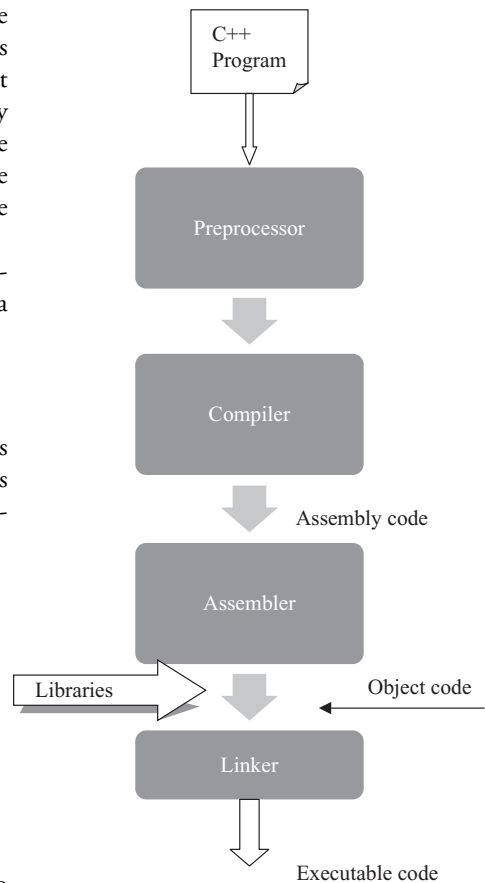 e
s
t
y
e
e
e
-
a
s
s
-
C++
Program
Preprocessor
Compiler
Assembly code
Assembler
Libraries
Object code
Linker
Executable code